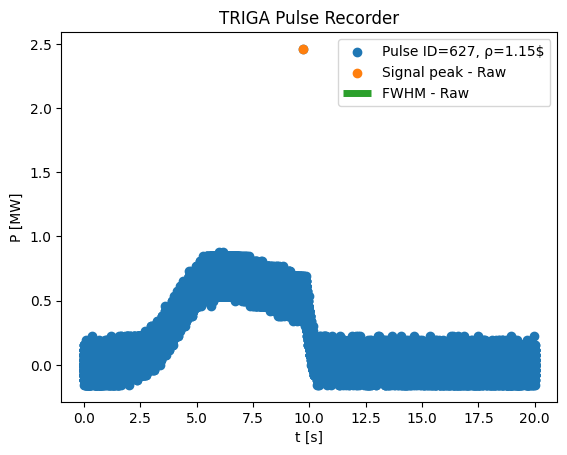 TRIGA Pulse Recorder
Pulse ID=627, ρ=1.15$
Signal peak - Raw
FWHM - Raw
P [MW]
2.5
2.0
1.5
1.0
0.5
0.0
0.0 2.5 5.0 7.5 10.0 12.5 15.0 17.5 20.0
t [s]